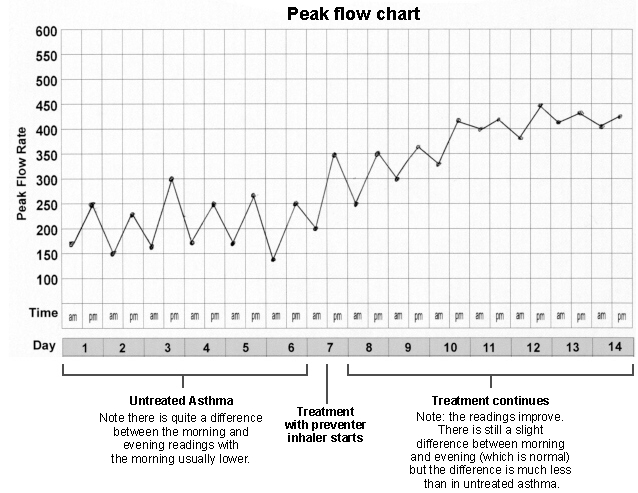 Peak flow chart
600
550
500
450
400
350
300
250
200
150
100
Peak Flow Rate
Time am pm am pm am pm am pm am pm am pm am pm am pm am pm am pm am pm am pm am pm am pm
Day 1 2 3 4 5 6 7 8 9 10 11 12 13 14
Untreated Asthma
Note there is quite a difference
between the morning and
evening readings with
the morning usually lower.
Treatment
with preventer
inhaler starts
Treatment continues
Note: the readings improve.
There is still a slight
difference between morning
and evening (which is normal)
but the difference is much less
than in untreated asthma.